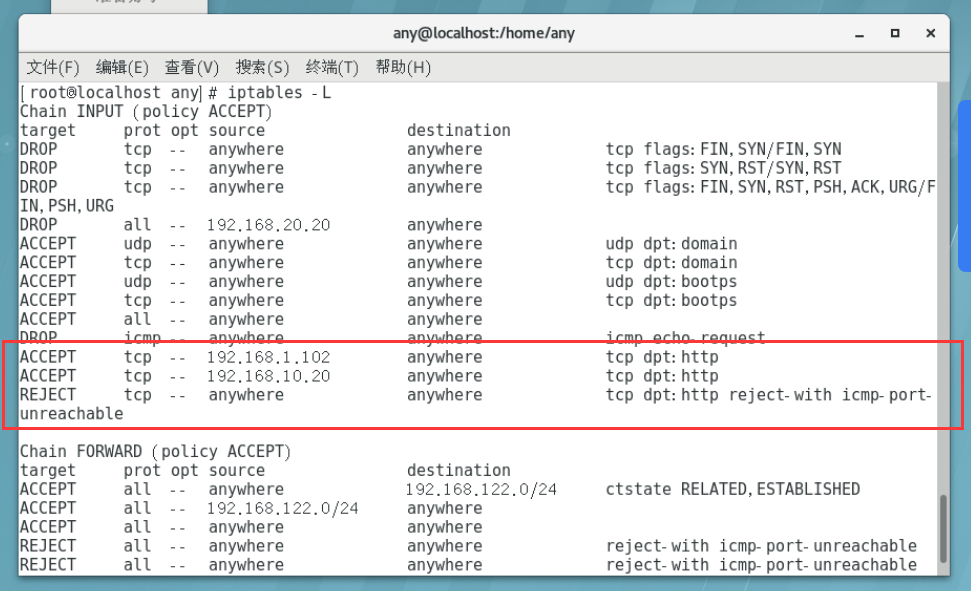 any@localhost:/home/any
文件(F) 编辑(E) 查看(V) 搜索(S) 终端(T) 帮助(H)
[root@localhost any]# iptables -L
Chain INPUT (policy ACCEPT)
target prot opt source destination
DROP tcp -- anywhere anywhere tcp flags:FIN,SYN/FIN,SYN
DROP tcp -- anywhere anywhere tcp flags:SYN,RST/SYN,RST
DROP tcp -- anywhere anywhere tcp flags:FIN,SYN,RST,PSH,ACK,URG/F
IN,PSH,URG
DROP all -- 192.168.20.20 anywhere
ACCEPT udp -- anywhere anywhere udp dpt:domain
ACCEPT tcp -- anywhere anywhere tcp dpt:domain
ACCEPT udp -- anywhere anywhere udp dpt:bootps
ACCEPT tcp -- anywhere anywhere tcp dpt:bootps
ACCEPT all -- anywhere anywhere
DROP icmp -- anywhere anywhere icmp echo-request
ACCEPT tcp -- 192.168.1.102 anywhere tcp dpt:http
ACCEPT tcp -- 192.168.10.20 anywhere tcp dpt:http
REJECT tcp -- anywhere anywhere tcp dpt:http reject-with icmp-port-
unreachable
Chain FORWARD (policy ACCEPT)
target prot opt source destination
ACCEPT all -- anywhere 192.168.122.0/24 ctstate RELATED,ESTABLISHED
ACCEPT all -- 192.168.122.0/24 anywhere
ACCEPT all -- anywhere anywhere
REJECT all -- anywhere anywhere reject-with icmp-port-unreachable
REJECT all -- anywhere anywhere reject-with icmp-port-unreachable